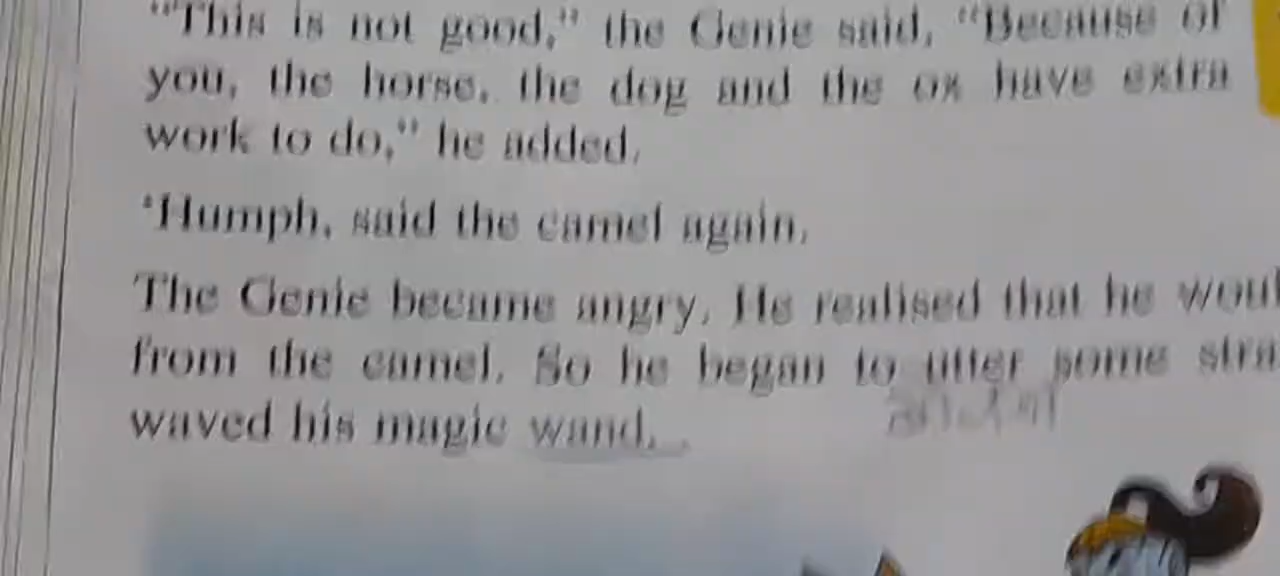 "This is not good," the Genie said, "Because of
you, the horse, the dog and the ox have extra
work to do," he added.
'Humph, said the camel again.
The Genie became angry. He realised that he woul
from the camel. So he began to utter some stra
waved his magic wand.